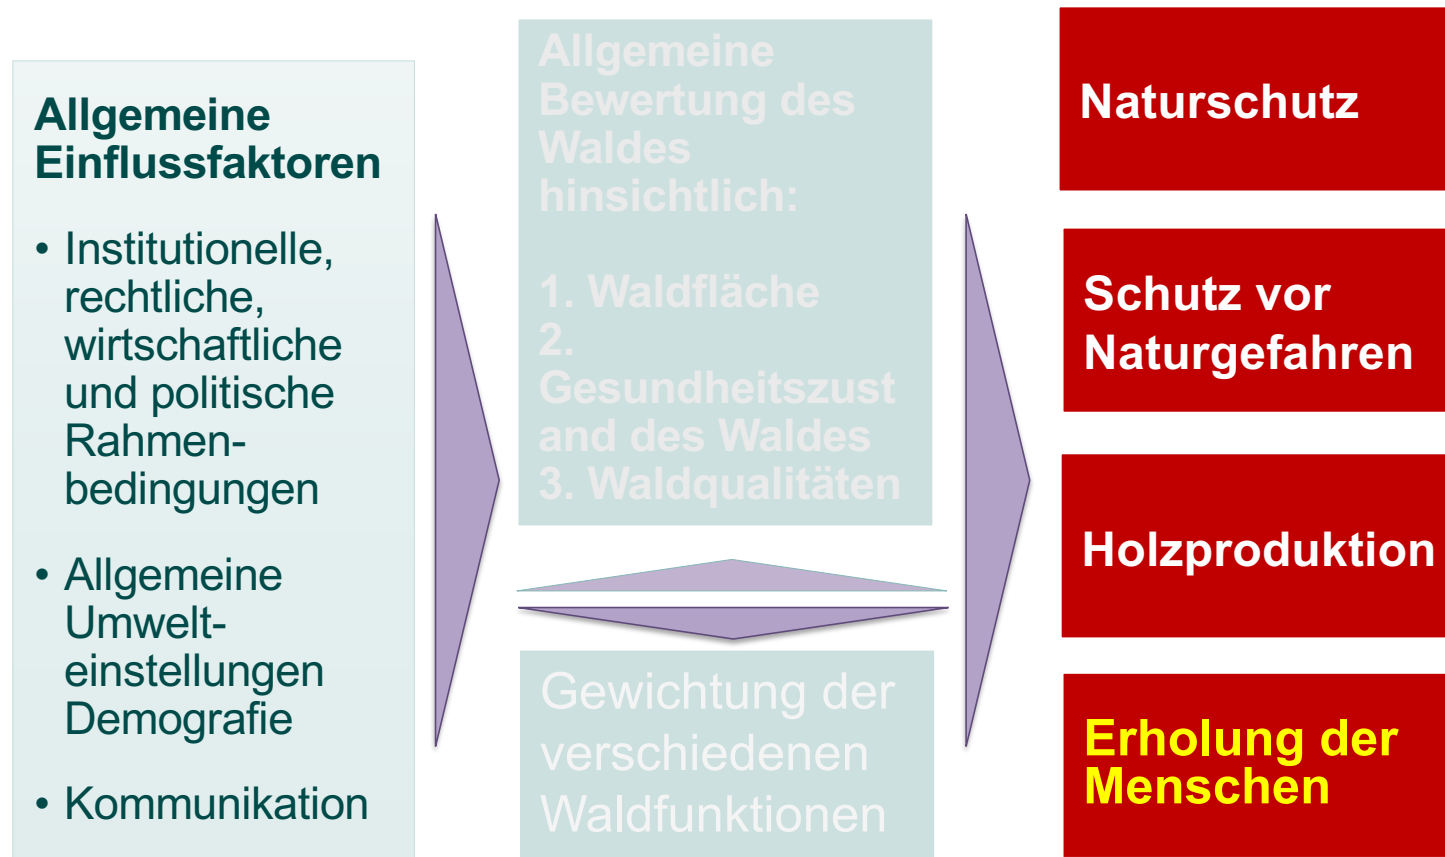 Allgemeine
Einflussfaktoren
• Institutionelle,
rechtliche,
wirtschaftliche
und politische
Rahmen-
bedingungen
• Allgemeine
Umwelt-
einstellungen
Demografie
• Kommunikation
Allgemeine
Bewertung des
Waldes
hinsichtlich:
1. Waldfläche
2.
Gesundheitszust
and des Waldes
3. Waldqualitäten
Gewichtung der
verschiedenen
Waldfunktionen
Naturschutz
Schutz vor
Naturgefahren
Holzproduktion
Erholung der
Menschen